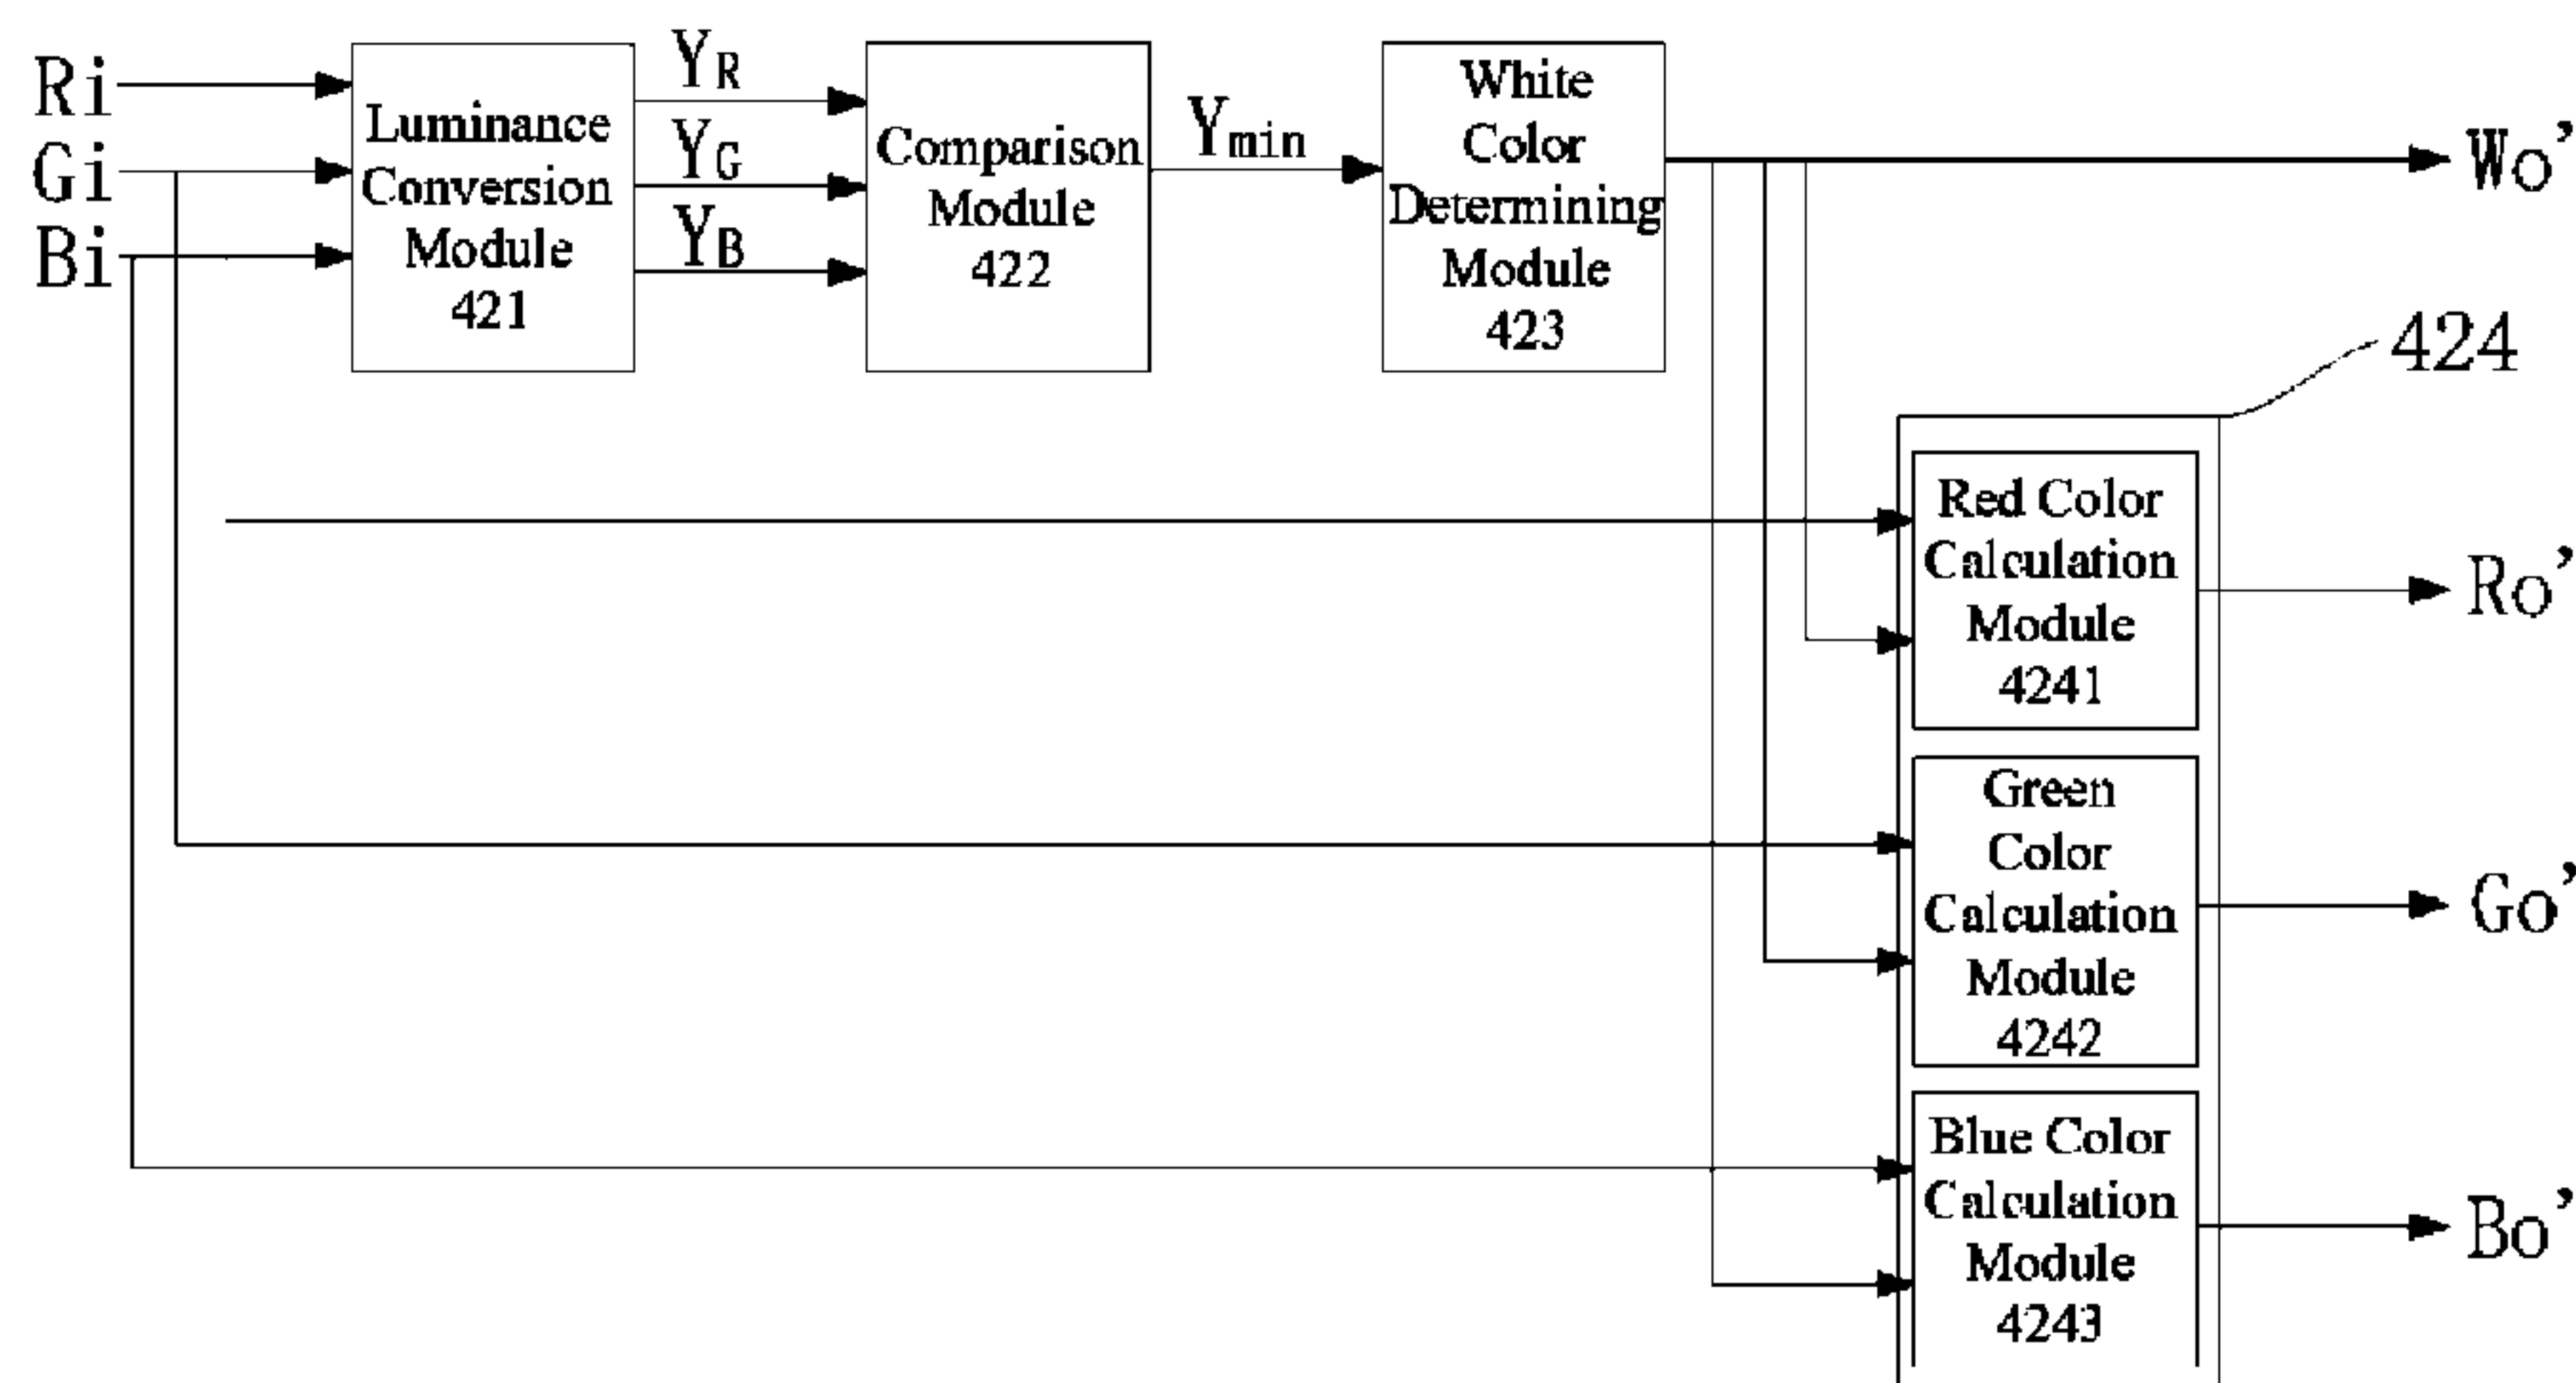 Ri
Gi
Bi
Luminance
Conversion
Module
421
YR
YG
YB
Comparison
Module
422
Ymin
White
Color
Determining
Module
423
Wo’
424
Red Color
Calculation
Module
4241
Ro’
Green
Color
Calculation
Module
4242
Go’
Blue Color
Calculation
Module
4243
Bo’